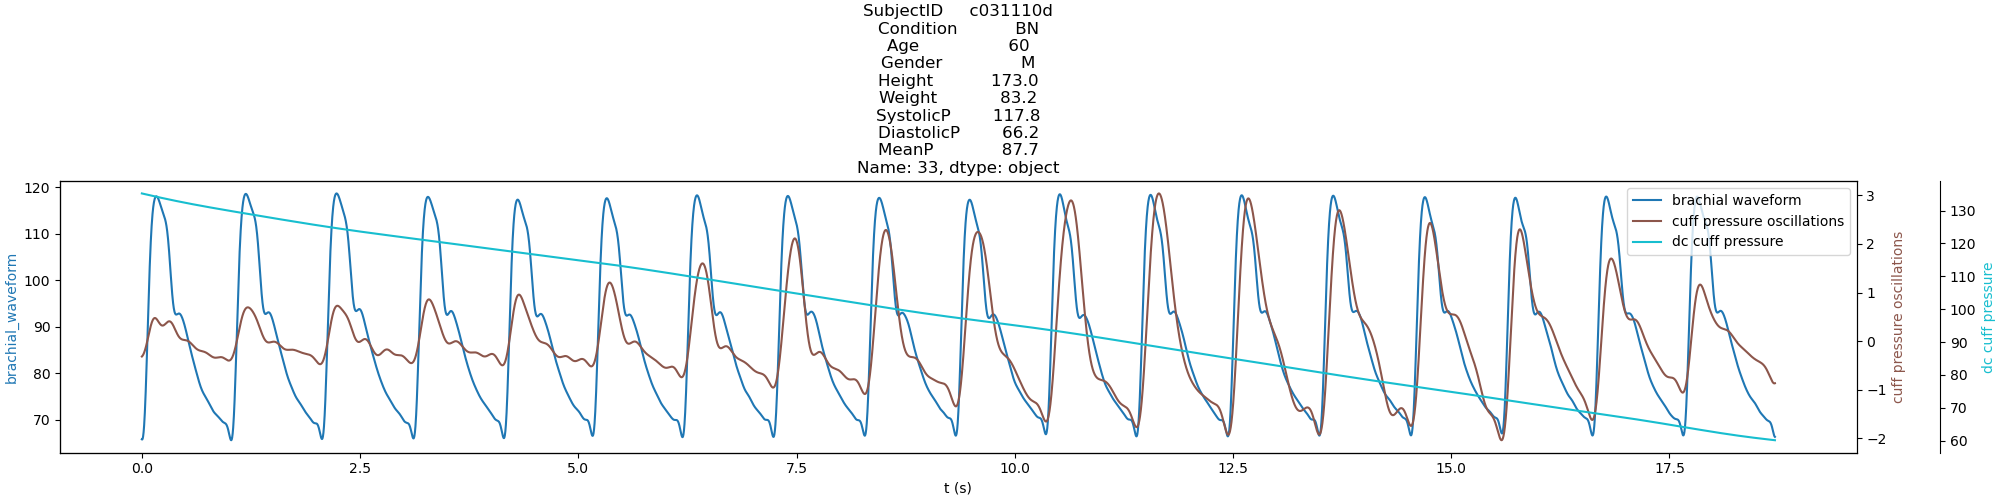 SubjectID c031110d
Condition BN
Age 60
Gender M
Height 173.0
Weight 83.2
SystolicP 117.8
DiastolicP 66.2
MeanP 87.7
Name: 33, dtype: object
brachial waveform
cuff pressure oscillations
dc cuff pressure
brachial_waveform
120
110
100
90
80
70
cuff pressure oscillations
3
2
1
0
−1
−2
dc cuff pressure
130
120
110
100
90
80
70
60
0.0 2.5 5.0 7.5 10.0 12.5 15.0 17.5
t (s)